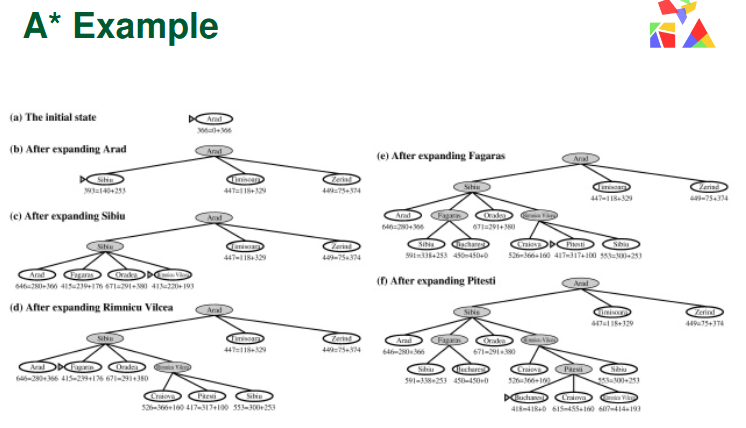 A* Example
(a) The initial state
Arad
366=0+366
(b) After expanding Arad
Arad
Sibiu
Timisoara
Zerind
393=140+253
447=118+329
449=75+374
(c) After expanding Sibiu
Arad
Sibiu
Timisoara
Zerind
447=118+329
449=75+374
Arad
Fagaras
Oradea
Rimnicu Vilcea
646=280+366 415=239+176 671=291+380 413=220+193
(d) After expanding Rimnicu Vilcea
Arad
Sibiu
Timisoara
Zerind
447=118+329
449=75+374
Arad
Fagaras
Oradea
Rimnicu Vilcea
646=280+366 415=239+176 671=291+380
Craiova
Pitesti
Sibiu
526=366+160 417=317+100 553=300+253
(e) After expanding Fagaras
Arad
Sibiu
Timisoara
Zerind
447=118+329
449=75+374
Arad
Fagaras
Oradea
Rimnicu Vilcea
646=280+366
671=291+380
Sibiu
Bucharest
Craiova
Pitesti
Sibiu
591=338+253 450=450+0
526=366+160 417=317+100 553=300+253
(f) After expanding Pitesti
Arad
Sibiu
Timisoara
Zerind
447=118+329
449=75+374
Arad
Fagaras
Oradea
Rimnicu Vilcea
646=280+366
671=291+380
Sibiu
Bucharest
Craiova
Pitesti
Sibiu
591=338+253 450=450+0
526=366+160
553=300+253
Bucharest
Craiova
Rimnicu Vilcea
418=418+0 615=455+160 607=414+193